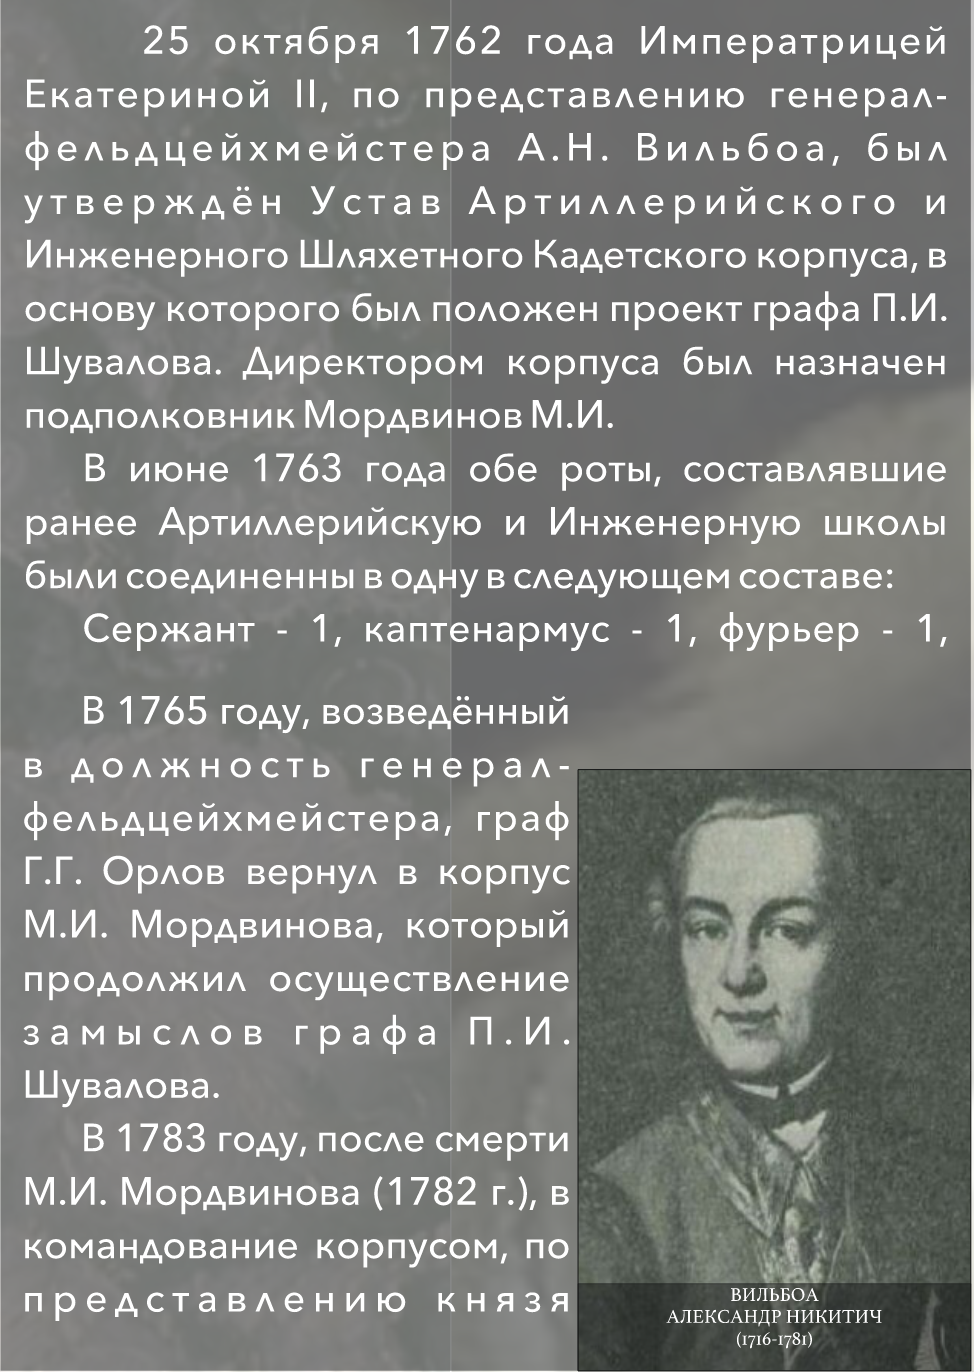 25 октября 1762 года Императрицей
Екатериной II, по представлению генерал-
фельдцейхмейстера А.Н. Вильбоа, был
утверждён Устав Артиллерийского и
Инженерного Шляхетного Кадетского корпуса, в
основу которого был положен проект графа П.И.
Шувалова. Директором корпуса был назначен
подполковник Мордвинов М.И.
В июне 1763 года обе роты, составлявшие
ранее Артиллерийскую и Инженерную школы
были соединенны в одну в следующем составе:
Сержант - 1, каптенармус - 1, фурьер - 1,
В 1765 году, возведённый
в должность генерал-
фельдцейхмейстера, граф
Г.Г. Орлов вернул в корпус
М.И. Мордвинова, который
продолжил осуществление
замыслов графа П.И.
Шувалова.
В 1783 году, после смерти
М.И. Мордвинова (1782 г.), в
командование корпусом, по
представлению князя
ВИЛЬБОА
АЛЕКСАНДР НИКИТИЧ
(1716-1781)